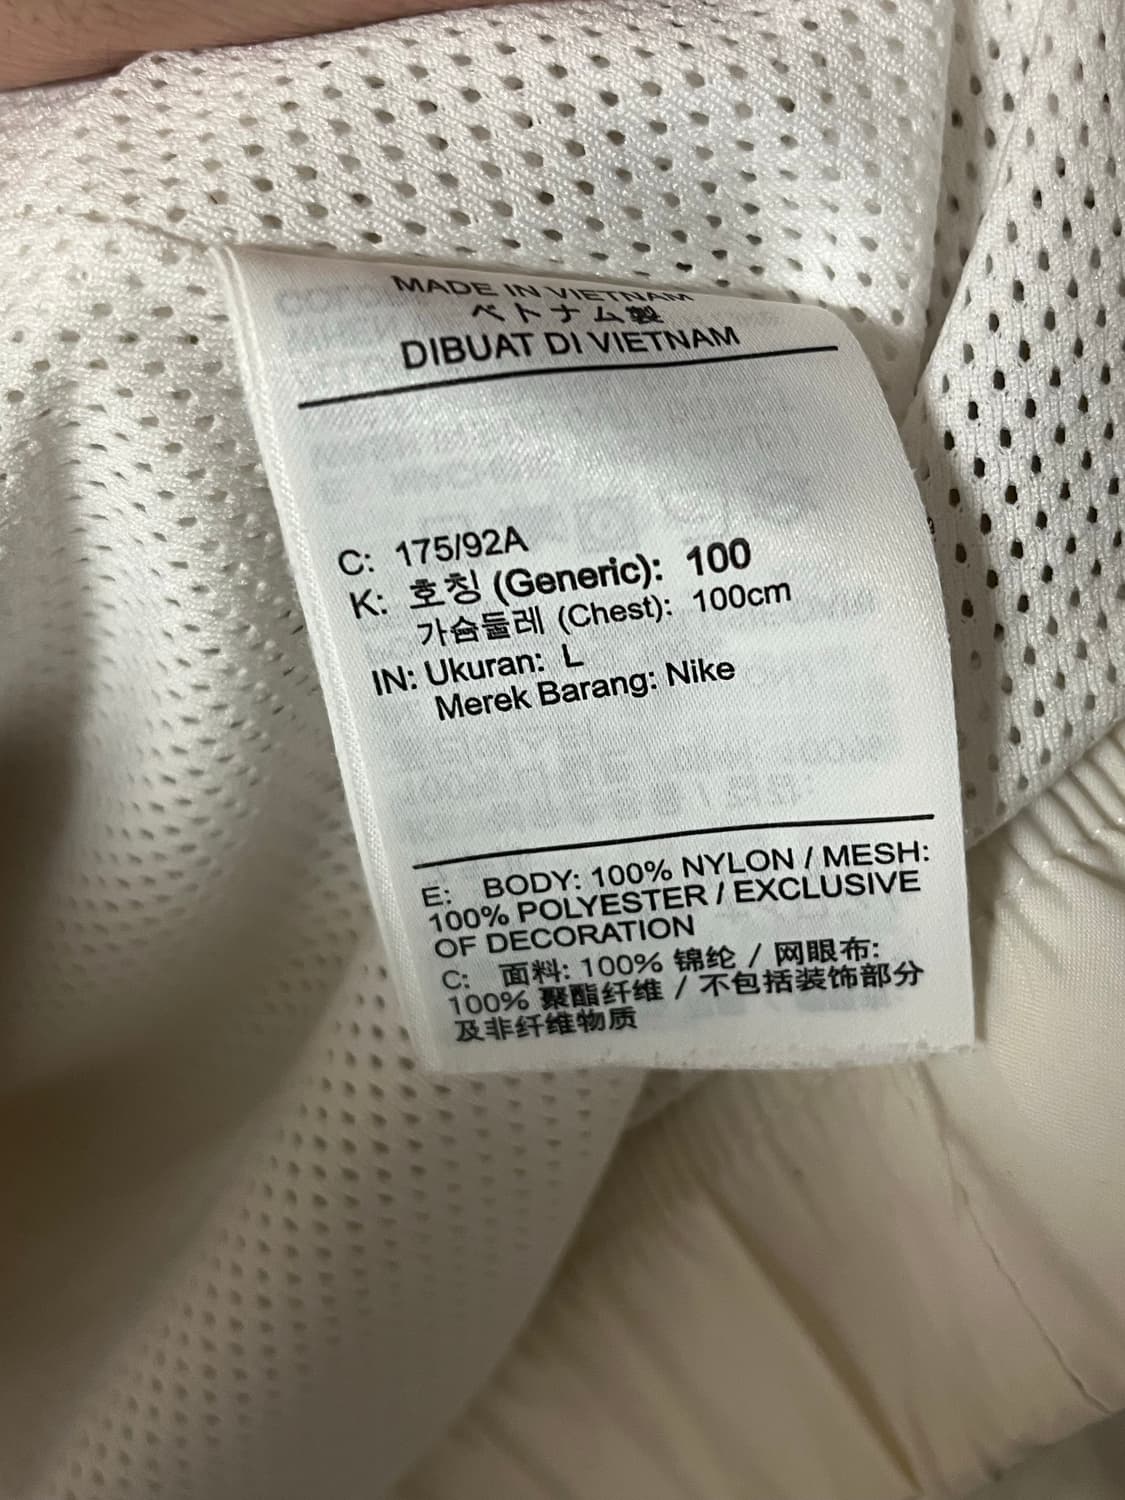 MADE IN VIETNAM
ベトナム製
DIBUAT DI VIETNAM
C: 175/92A
K: 호칭 (Generic): 100
가슴둘레 (Chest): 100cm
IN: Ukuran: L
Merek Barang: Nike
E: BODY: 100% NYLON / MESH:
100% POLYESTER / EXCLUSIVE
OF DECORATION
C: 面料: 100% 锦纶 / 网眼布:
100% 聚酯纤维 / 不包括装饰部分
及非纤维物质